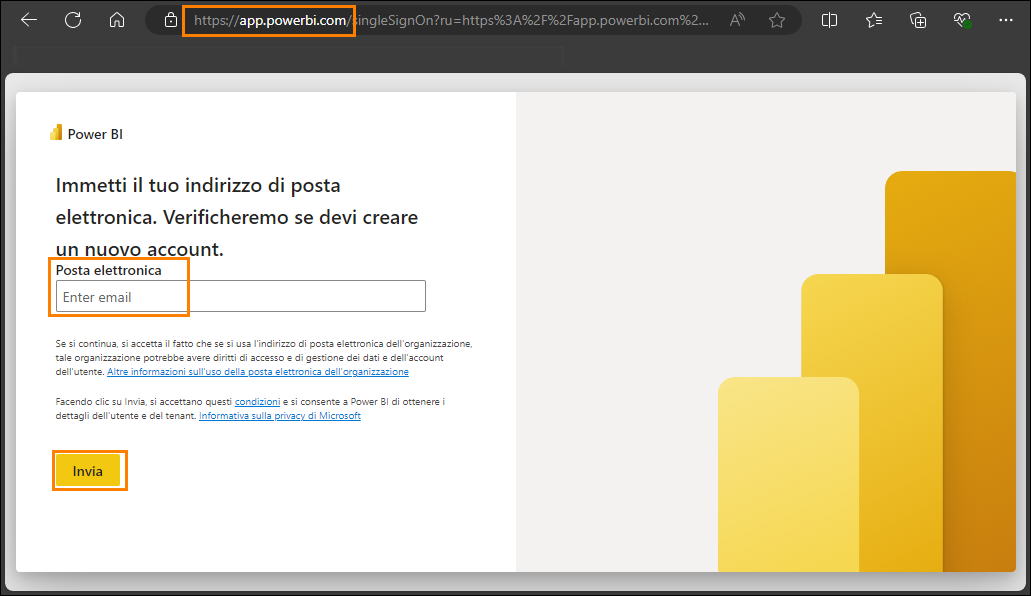 https://app.powerbi.com/singleSignOn?ru=https%3A%2F%2Fapp.powerbi.com%2...
Power BI
Immetti il tuo indirizzo di posta
elettronica. Verificheremo se devi creare
un nuovo account.
Posta elettronica
Enter email
Se si continua, si accetta il fatto che se si usa l'indirizzo di posta elettronica dell'organizzazione,
tale organizzazione potrebbe avere diritti di accesso e di gestione dei dati e dell'account
dell'utente. Altre informazioni sull'uso della posta elettronica dell'organizzazione
Facendo clic su Invia, si accettano questi condizioni e si consente a Power BI di ottenere i
dettagli dell'utente e del tenant. Informativa sulla privacy di Microsoft
Invia